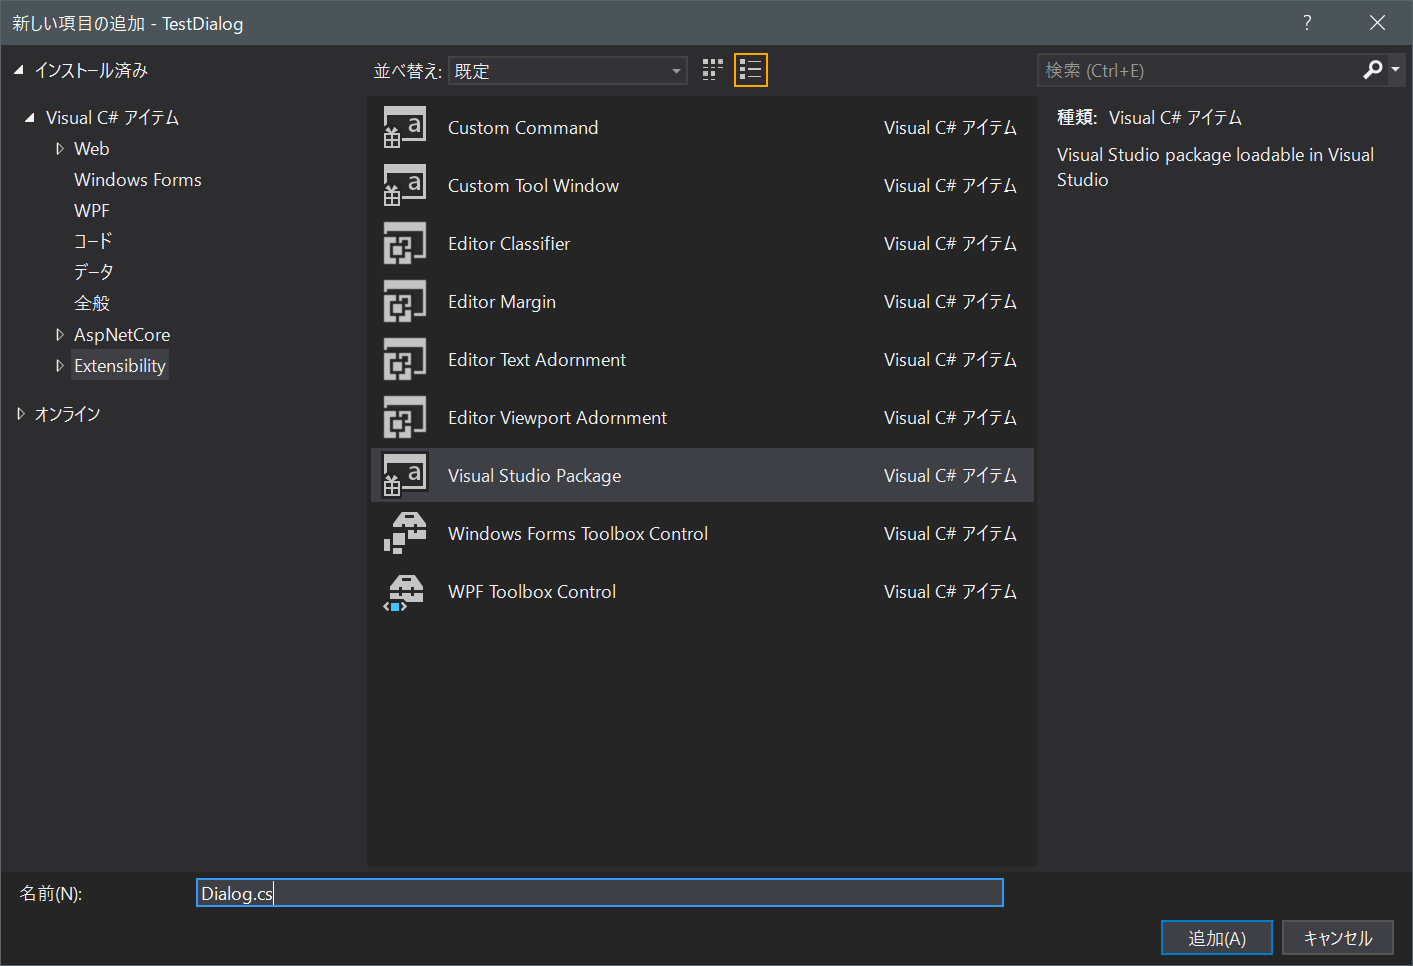 新しい項目の追加 - TestDialog
?
インストール済み
Visual C# アイテム
Web
Windows Forms
WPF
コード
データ
全般
AspNetCore
Extensibility
オンライン
並べ替え: 既定
Custom Command Visual C# アイテム
Custom Tool Window Visual C# アイテム
Editor Classifier Visual C# アイテム
Editor Margin Visual C# アイテム
Editor Text Adornment Visual C# アイテム
Editor Viewport Adornment Visual C# アイテム
Visual Studio Package Visual C# アイテム
Windows Forms Toolbox Control Visual C# アイテム
WPF Toolbox Control Visual C# アイテム
検索 (Ctrl+E)
種類: Visual C# アイテム
Visual Studio package loadable in Visual
Studio
名前(N): Dialog.cs
追加(A) キャンセル